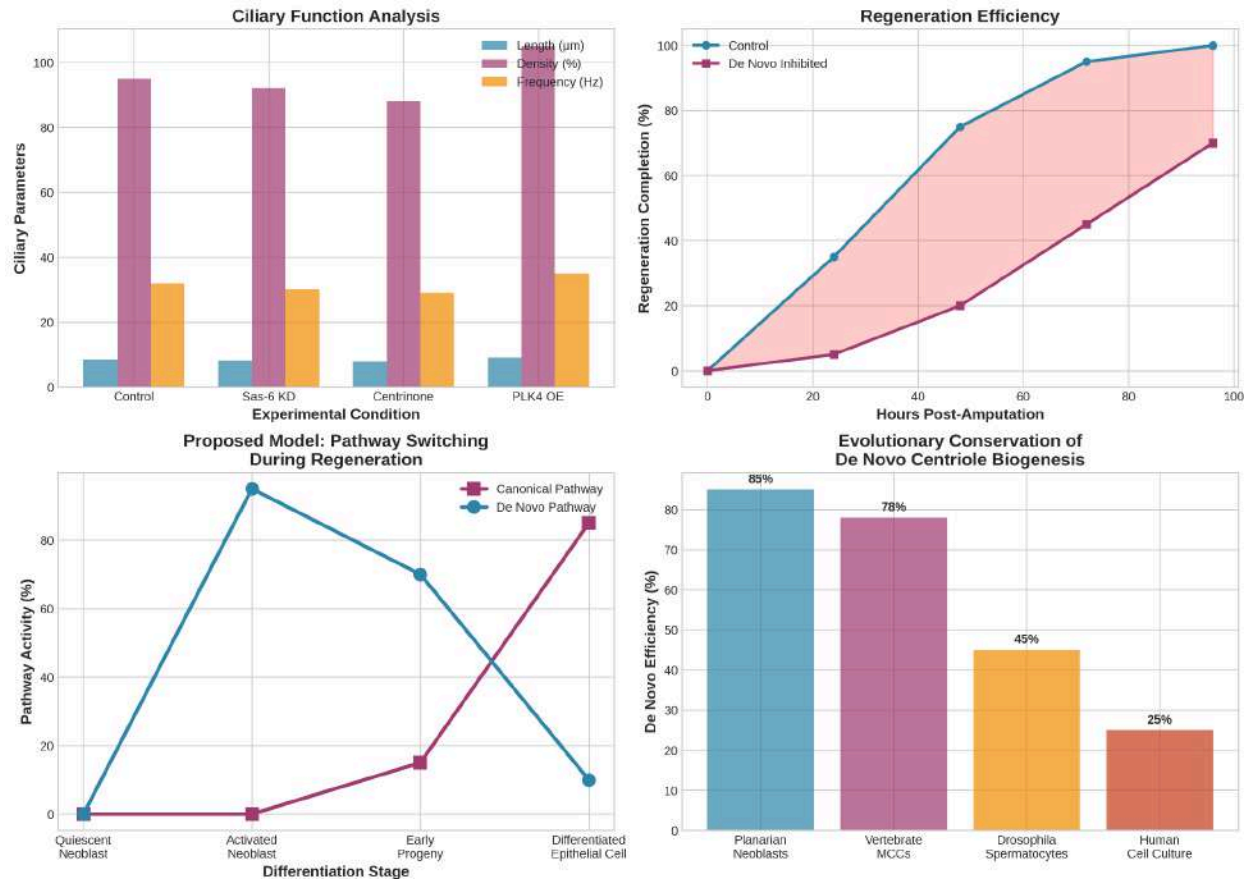 Ciliary Function Analysis
Length (μm)
Density (%)
Frequency (Hz)
Ciliary Parameters
100
80
60
40
20
0
Control
Sas-6 KD
Centrinone
PLK4 OE
Experimental Condition
Regeneration Efficiency
Control
De Novo Inhibited
Regeneration Completion (%)
100
80
60
40
20
0
0
20
40
60
80
100
Hours Post-Amputation
Proposed Model: Pathway Switching
During Regeneration
Canonical Pathway
De Novo Pathway
Pathway Activity (%)
80
60
40
20
0
Quiescent
Neoblast
Activated
Neoblast
Early
Progeny
Differentiated
Epithelial Cell
Differentiation Stage
Evolutionary Conservation of
De Novo Centriole Biogenesis
De Novo Efficiency (%)
80
70
60
50
40
30
20
10
0
85%
78%
45%
25%
Planarian
Neoblasts
Vertebrate
MCCs
Drosophila
Spermatocytes
Human
Cell Culture